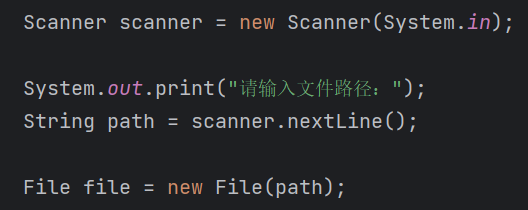 Scanner scanner = new Scanner(System.in);
System.out.print("请输入文件路径：");
String path = scanner.nextLine();
File file = new File(path);